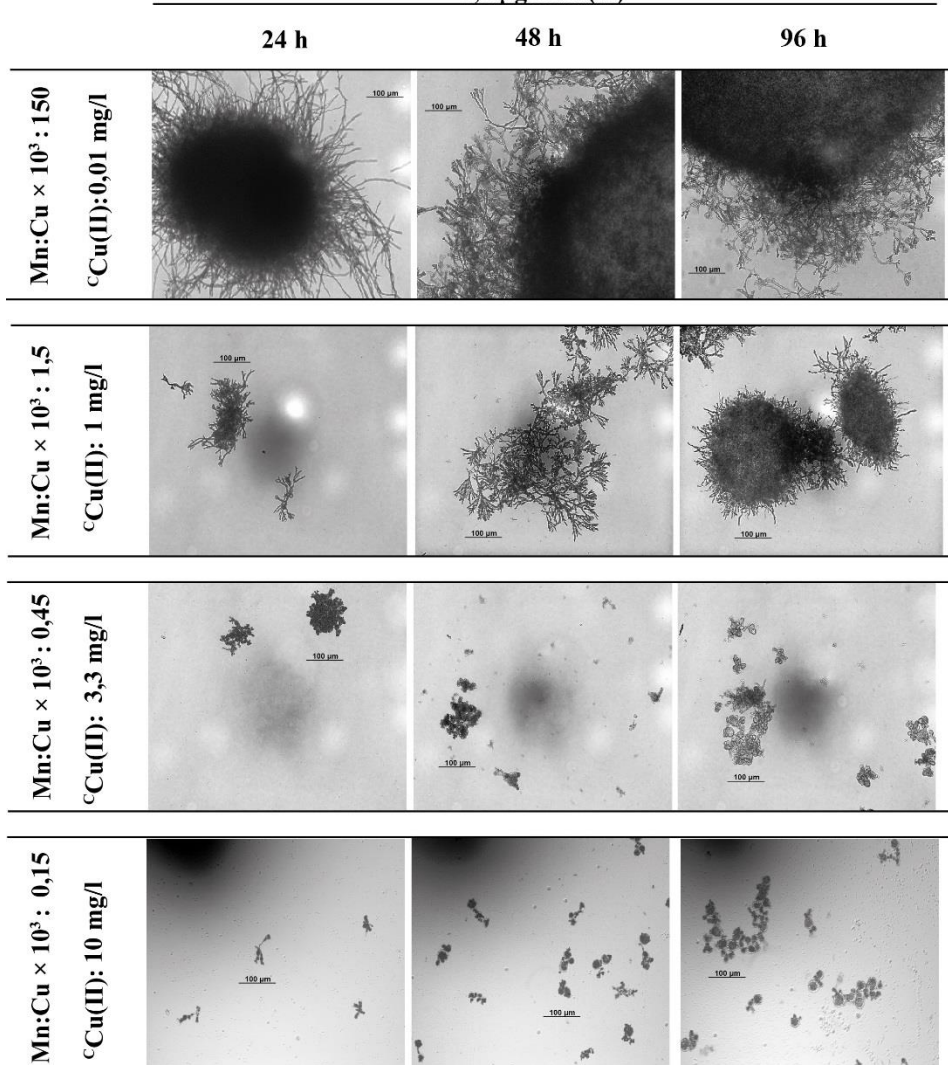 24 h 48 h 96 h
Mn:Cu × 10³ : 150
ᶜCu(II):0,01 mg/l
100 µm
100 µm
100 µm
Mn:Cu × 10³ : 1,5
ᶜCu(II): 1 mg/l
100 µm
100 µm
100 µm
Mn:Cu × 10³ : 0,45
ᶜCu(II): 3,3 mg/l
100 µm
100 µm
100 µm
Mn:Cu × 10³ : 0,15
ᶜCu(II): 10 mg/l
100 µm
100 µm
100 µm